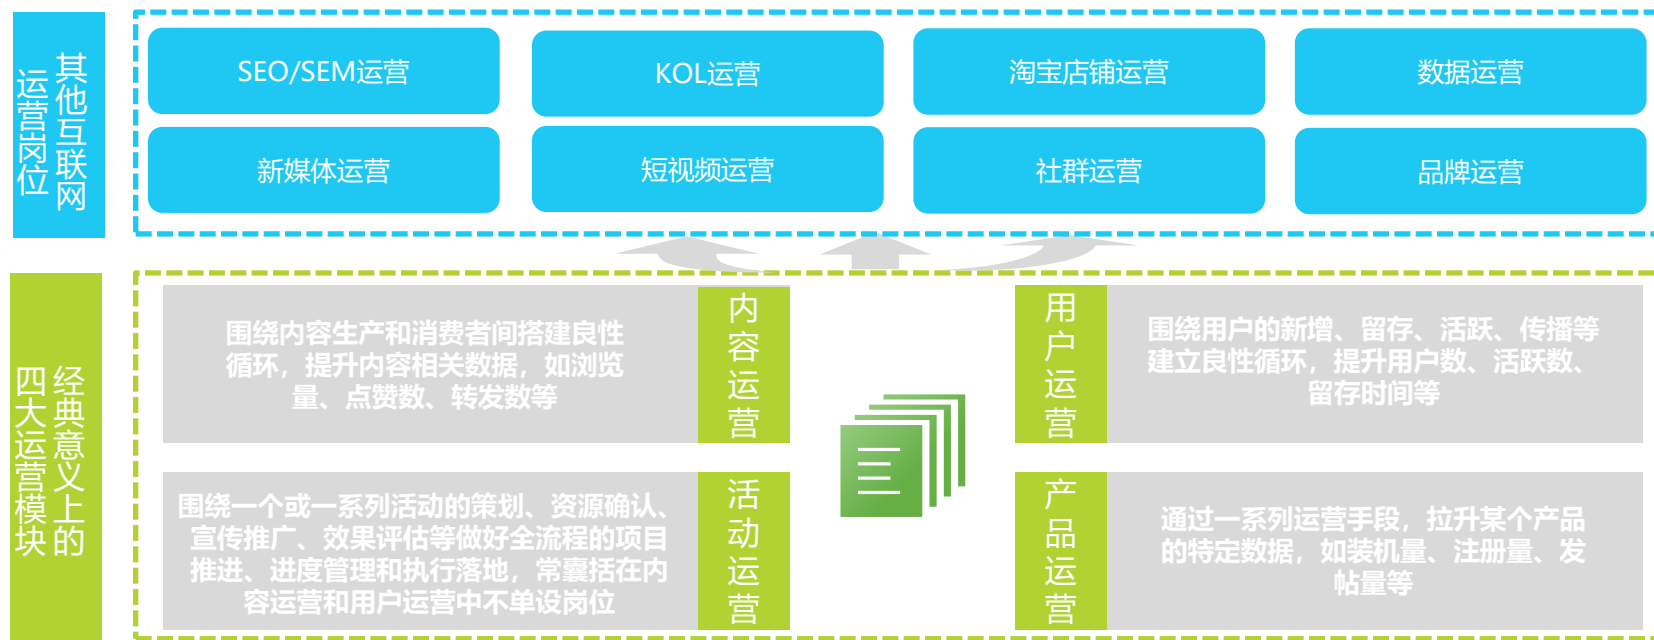 其他互联网
运营岗位
SEO/SEM运营
KOL运营
淘宝店铺运营
数据运营
新媒体运营
短视频运营
社群运营
品牌运营
经典意义上的
四大运营模块
围绕内容生产和消费者间搭建良性
循环，提升内容相关数据，如浏览
量、点赞数、转发数等
内容运营
用户运营
围绕用户的新增、留存、活跃、传播等
建立良性循环，提升用户数、活跃数、
留存时间等
围绕一个或一系列活动的策划、资源确认、
宣传推广、效果评估等做好全流程的项目
推进、进度管理和执行落地，常囊括在内
容运营和用户运营中不单设岗位
活动运营
产品运营
通过一系列运营手段，拉升某个产品
的特定数据，如装机量、注册量、发
帖量等